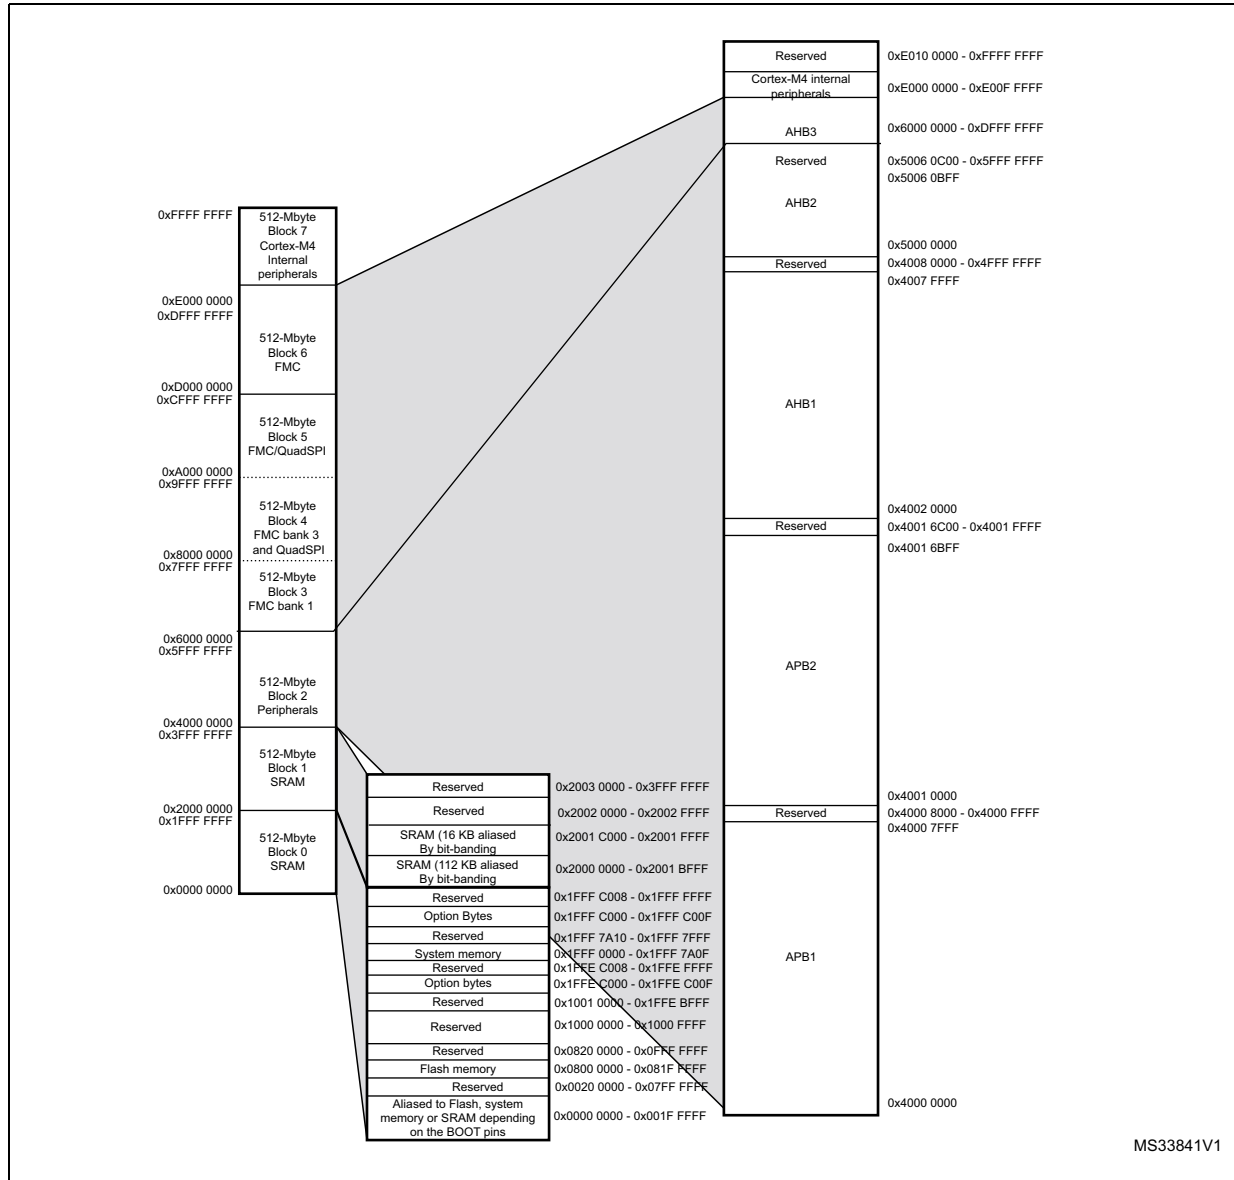 0xFFFF FFFF
512-Mbyte
Block 7
Cortex-M4
Internal
peripherals
0xE000 0000
0xDFFF FFFF
512-Mbyte
Block 6
FMC
0xD000 0000
0xCFFF FFFF
512-Mbyte
Block 5
FMC/QuadSPI
0xA000 0000
0x9FFF FFFF
512-Mbyte
Block 4
FMC bank 3
and QuadSPI
0x8000 0000
0x7FFF FFFF
512-Mbyte
Block 3
FMC bank 1
0x6000 0000
0x5FFF FFFF
512-Mbyte
Block 2
Peripherals
0x4000 0000
0x3FFF FFFF
512-Mbyte
Block 1
SRAM
0x2000 0000
0x1FFF FFFF
512-Mbyte
Block 0
SRAM
0x0000 0000
Reserved 0x2003 0000 - 0x3FFF FFFF
Reserved 0x2002 0000 - 0x2002 FFFF
SRAM (16 KB aliased
By bit-banding
0x2001 C000 - 0x2001 FFFF
SRAM (112 KB aliased
By bit-banding
0x2000 0000 - 0x2001 BFFF
Reserved 0x1FFF C008 - 0x1FFF FFFF
Option Bytes 0x1FFF C000 - 0x1FFF C00F
Reserved 0x1FFF 7A10 - 0x1FFF 7FFF
System memory 0x1FFF 0000 - 0x1FFF 7A0F
Reserved 0x1FFE C008 - 0x1FFE FFFF
Option bytes 0x1FFE C000 - 0x1FFE C00F
Reserved 0x1001 0000 - 0x1FFE BFFF
Reserved 0x1000 0000 - 0x1000 FFFF
Reserved 0x0820 0000 - 0x0FFF FFFF
Flash memory 0x0800 0000 - 0x081F FFFF
Reserved 0x0020 0000 - 0x07FF FFFF
Aliased to Flash, system
memory or SRAM depending
on the BOOT pins
0x0000 0000 - 0x001F FFFF
Reserved 0xE010 0000 - 0xFFFF FFFF
Cortex-M4 internal
peripherals
0xE000 0000 - 0xE00F FFFF
AHB3 0x6000 0000 - 0xDFFF FFFF
Reserved 0x5006 0C00 - 0x5FFF FFFF
0x5006 0BFF
AHB2
0x5000 0000
Reserved 0x4008 0000 - 0x4FFF FFFF
0x4007 FFFF
AHB1
0x4002 0000
Reserved 0x4001 6C00 - 0x4001 FFFF
0x4001 6BFF
APB2
0x4001 0000
Reserved 0x4000 8000 - 0x4000 FFFF
0x4000 7FFF
APB1
0x4000 0000
MS33841V1